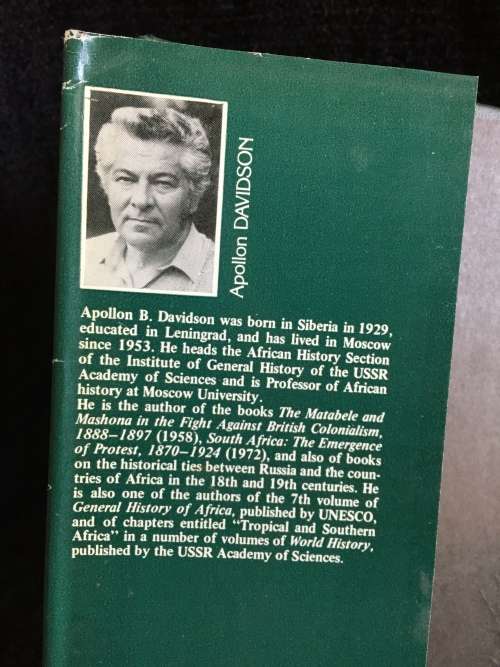 Apollon DAVIDSON
Apollon B. Davidson was born in Siberia in 1929,
educated in Leningrad, and has lived in Moscow
since 1953. He heads the African History Section
of the Institute of General History of the USSR
Academy of Sciences and is Professor of African
history at Moscow University.
He is the author of the books The Matabele and
Mashona in the Fight Against British Colonialism,
1888–1897 (1958), South Africa: The Emergence
of Protest, 1870–1924 (1972), and also of books
on the historical ties between Russia and the coun-
tries of Africa in the 18th and 19th centuries. He
is also one of the authors of the 7th volume of
General History of Africa, published by UNESCO,
and of chapters entitled “Tropical and Southern
Africa” in a number of volumes of World History,
published by the USSR Academy of Sciences.